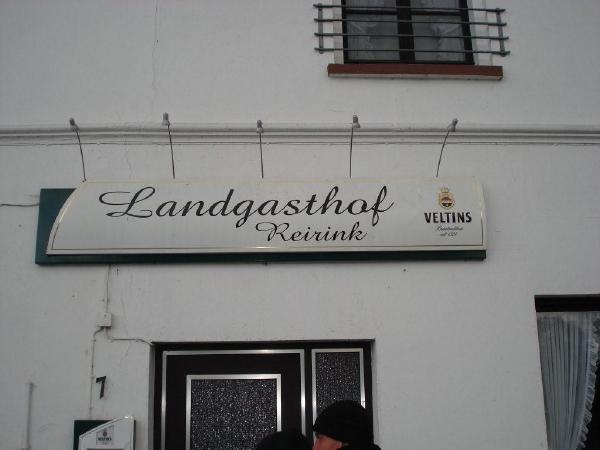 Landgasthof
Reirink
VELTINS
7